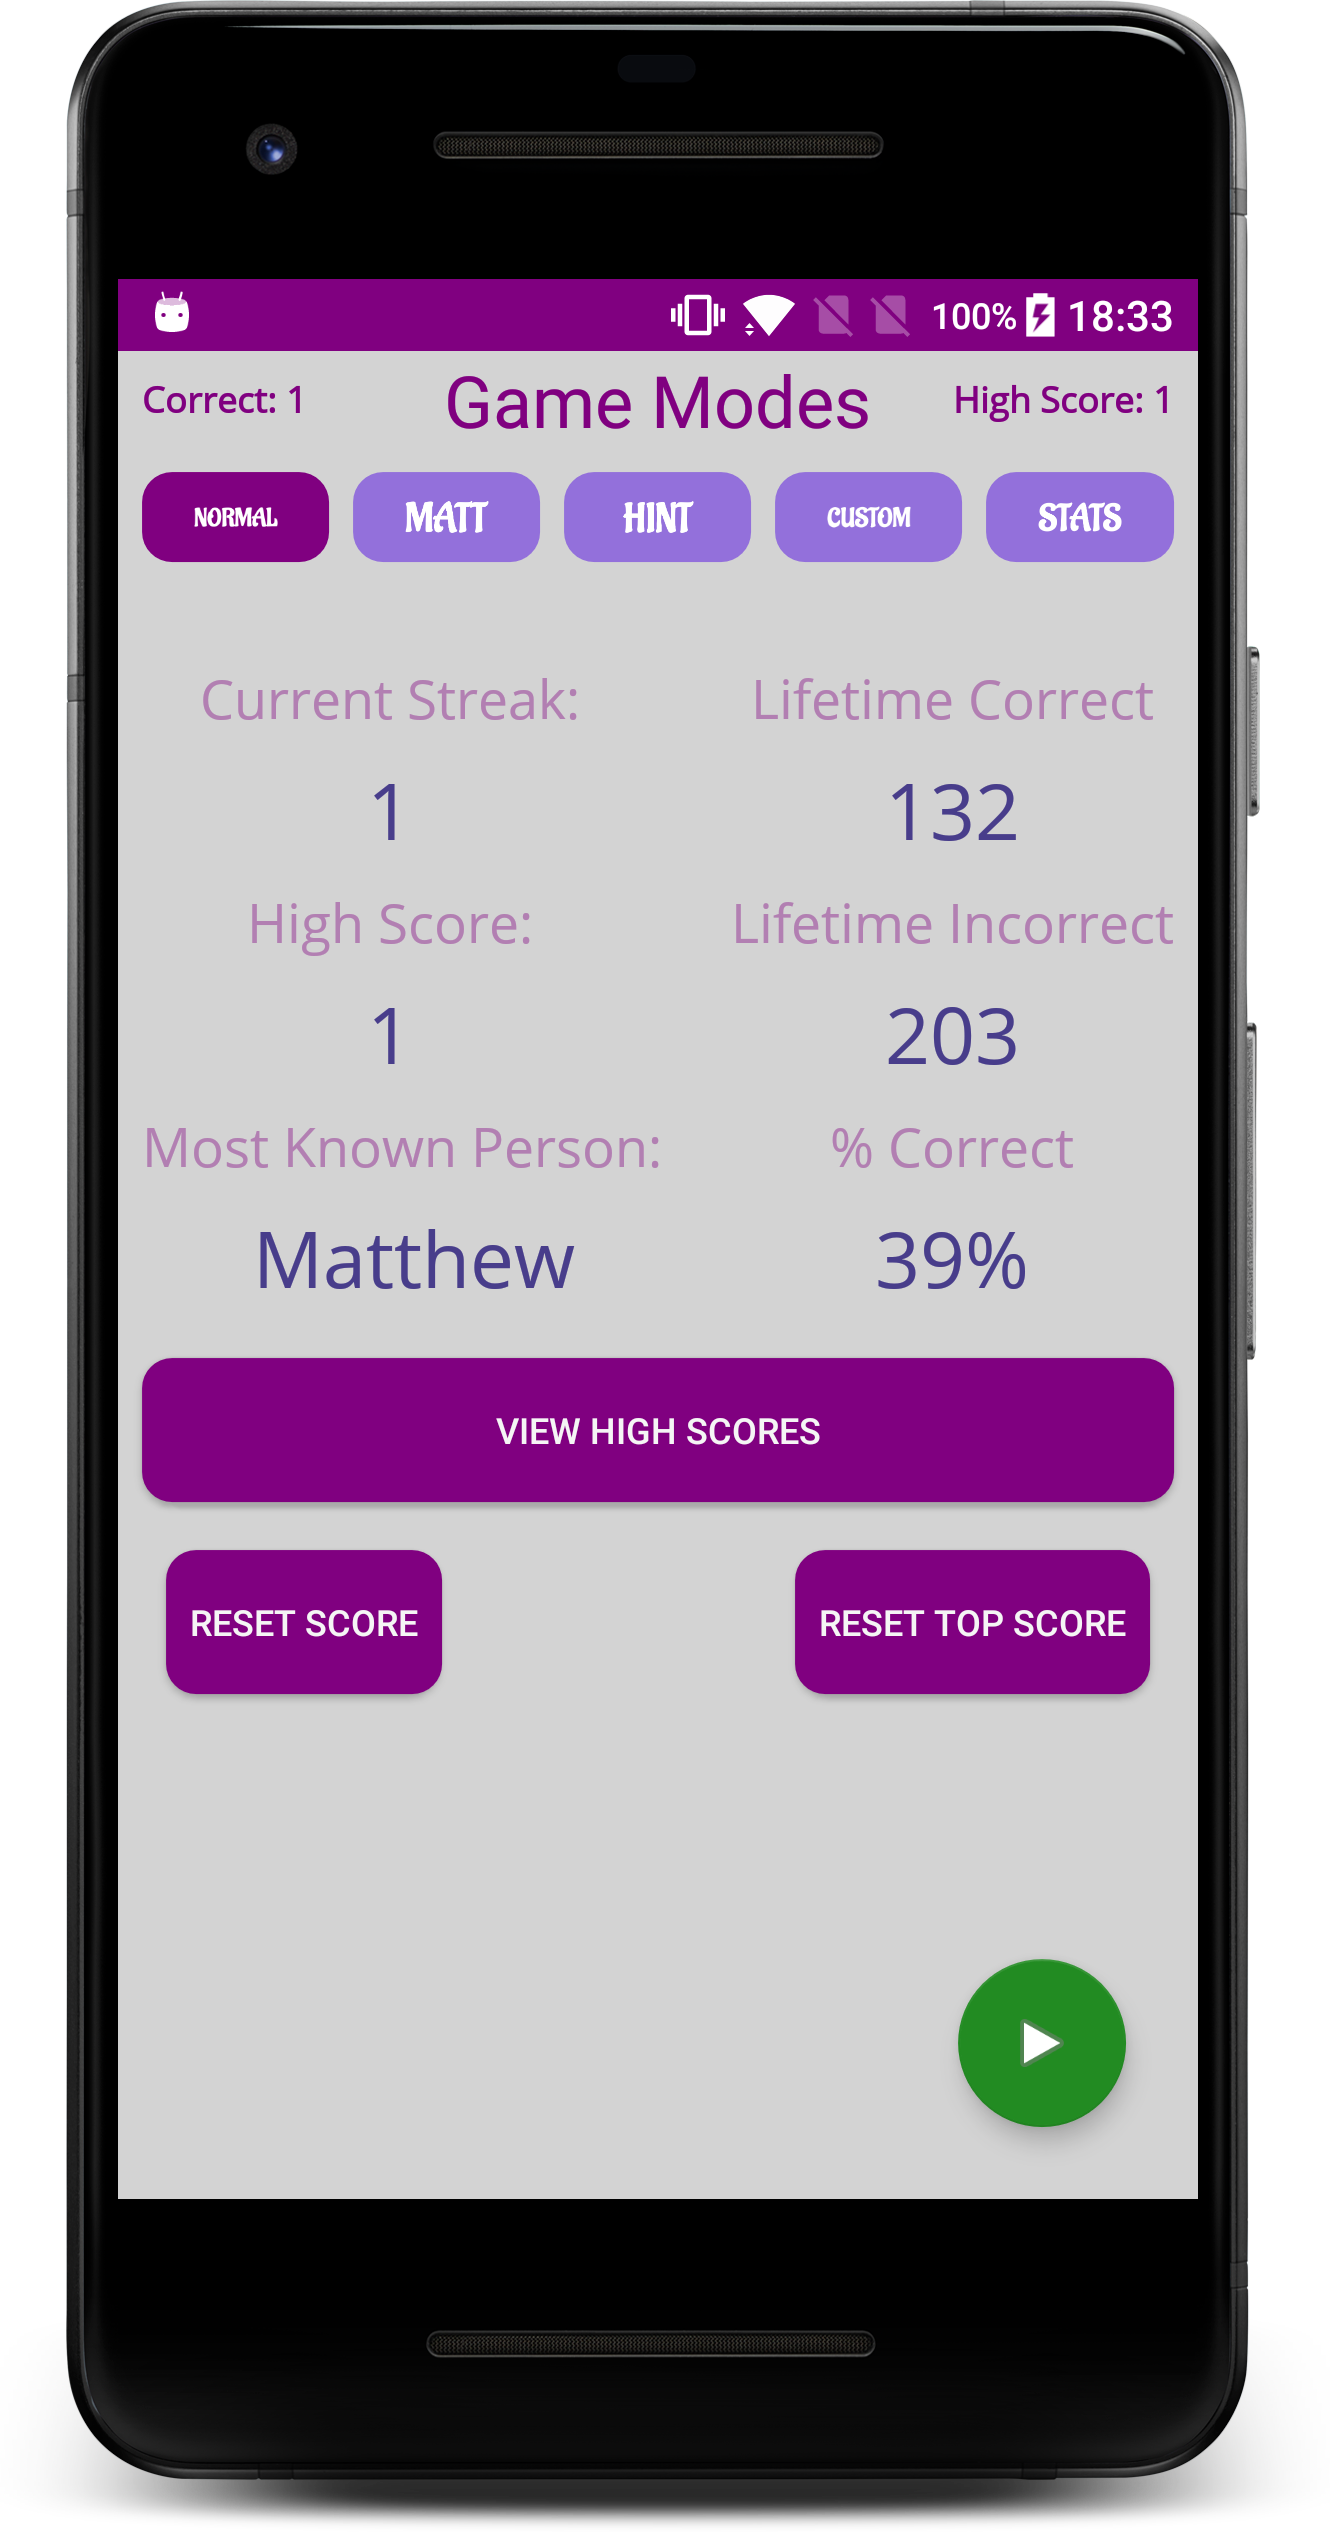 100% 18:33
Correct: 1 Game Modes High Score: 1
NORMAL MATT HINT CUSTOM STATS
Current Streak: Lifetime Correct
1 132
High Score: Lifetime Incorrect
1 203
Most Known Person: % Correct
Matthew 39%
VIEW HIGH SCORES
RESET SCORE RESET TOP SCORE